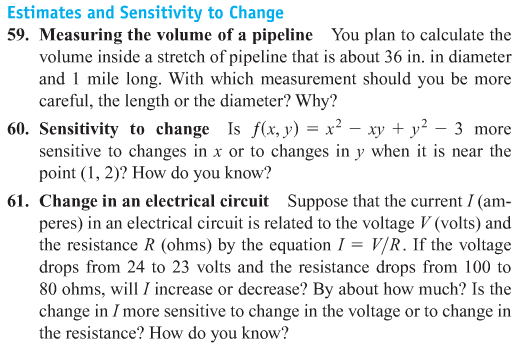 Estimates and Sensitivity to Change
59. Measuring the volume of a pipeline You plan to calculate the
volume inside a stretch of pipeline that is about 36 in. in diameter
and 1 mile long. With which measurement should you be more
careful, the length or the diameter? Why?
60. Sensitivity to change Is f(x, y) = x² − xy + y² − 3 more
sensitive to changes in x or to changes in y when it is near the
point (1, 2)? How do you know?
61. Change in an electrical circuit Suppose that the current I (am-
peres) in an electrical circuit is related to the voltage V (volts) and
the resistance R (ohms) by the equation I = V/R. If the voltage
drops from 24 to 23 volts and the resistance drops from 100 to
80 ohms, will I increase or decrease? By about how much? Is the
change in I more sensitive to change in the voltage or to change in
the resistance? How do you know?